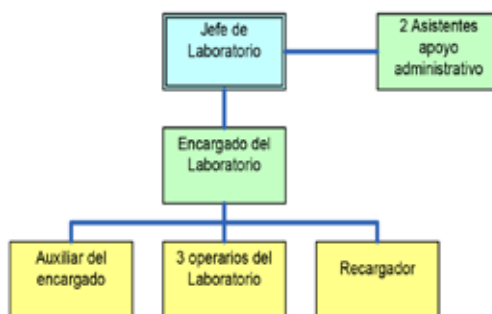 Jefe de
Laboratorio
2 Asistentes
apoyo
administrativo
Encargado del
Laboratorio
Auxiliar del
encargado
3 operarios del
Laboratorio
Recargador